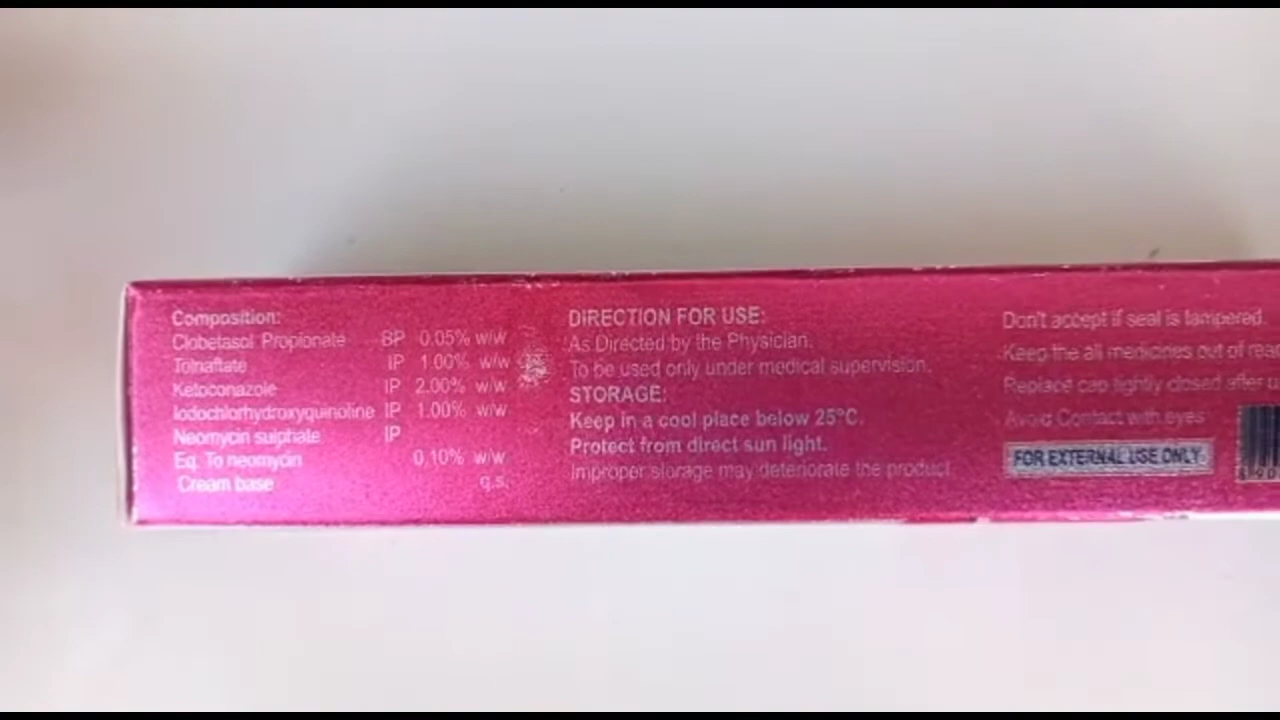 Composition:
Clobetasol Propionate BP 0.05% w/w
Tolnaftate IP 1.00% w/w
Ketoconazole IP 2.00% w/w
Iodochlorhydroxyquinoline IP 1.00% w/w
Neomycin sulphate IP
Eq. To neomycin 0.10% w/w
Cream base q.s.
DIRECTION FOR USE:
As Directed by the Physician.
To be used only under medical supervision.
STORAGE:
Keep in a cool place below 25°C.
Protect from direct sun light.
Improper storage may deteriorate the product.
Don't accept if seal is tampered.
Keep the all medicines out of
Replace cap tightly closed after
Avoid Contact with eyes
FOR EXTERNAL USE ONLY